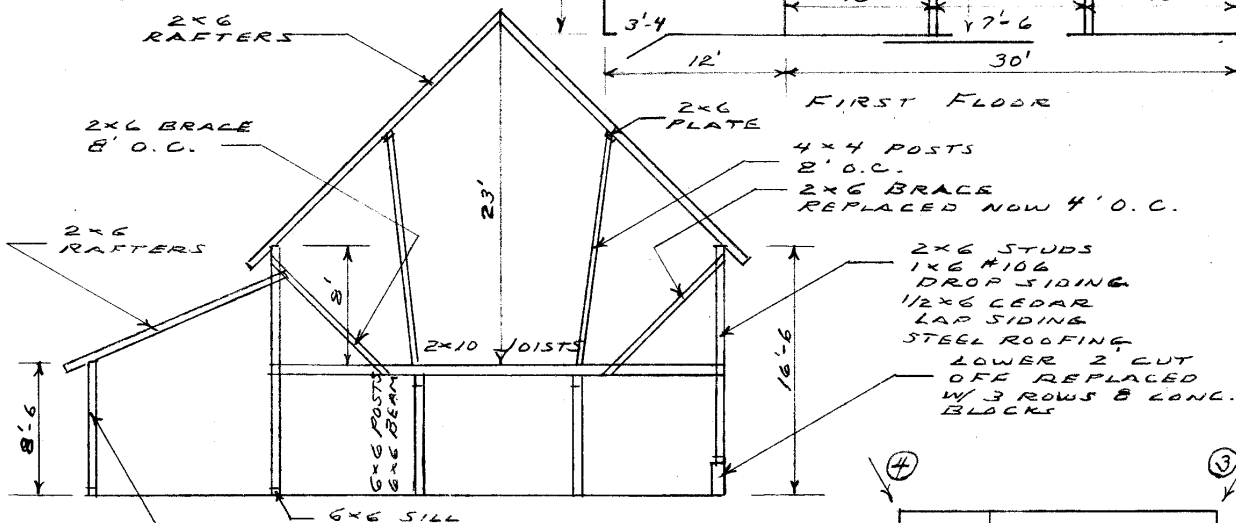 2×6
RAFTERS
3'-4
7'-6
12'
30'
FIRST FLOOR
2×6 BRACE
8' O.C.
2×6
PLATE
4×4 POSTS
8' O.C.
2×6 BRACE
REPLACED NOW 4' O.C.
23'
2×6
RAFTERS
8'
2×6 STUDS
1×6 #106
DROP SIDING
1/2×6 CEDAR
LAP SIDING
STEEL ROOFING
LOWER 2' CUT
OFF REPLACED
W/ 3 ROWS 8 CONC.
BLOCKS
2×10 JOISTS
16'-6
8'-6
6×6 POSTS
6×6 BEAM
6×6 SILL
4
3